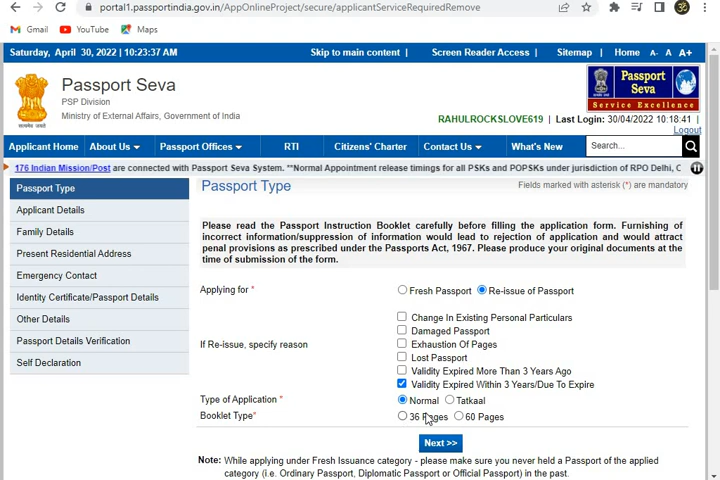 portal1.passportindia.gov.in/AppOnlineProject/secure/applicantServiceRequiredRemove
Gmail YouTube Maps
Saturday, April 30, 2022 | 10:23:37 AM Skip to main content | Screen Reader Access | Sitemap | Home A- A A+
Passport Seva
PSP Division
Ministry of External Affairs, Government of India
Passport
Seva
Service Excellence
RAHULROCKSLOVE619 | Last Login: 30/04/2022 10:18:41
Logout
Applicant Home About Us Passport Offices RTI Citizens' Charter Contact Us What's New Search...
176 Indian Mission/Post are connected with Passport Seva System. **Normal Appointment release timings for all PSKs and POPSKs under jurisdiction of RPO Delhi, C
Passport Type
Applicant Details
Family Details
Present Residential Address
Emergency Contact
Identity Certificate/Passport Details
Other Details
Passport Details Verification
Self Declaration
Passport Type Fields marked with asterisk (*) are mandatory
Please read the Passport Instruction Booklet carefully before filling the application form. Furnishing of
incorrect information/suppression of information would lead to rejection of application and would attract
penal provisions as prescribed under the Passports Act, 1967. Please produce your original documents at the
time of submission of the form.
Applying for * Fresh Passport Re-issue of Passport
If Re-issue, specify reason
Change In Existing Personal Particulars
Damaged Passport
Exhaustion Of Pages
Lost Passport
Validity Expired More Than 3 Years Ago
Validity Expired Within 3 Years/Due To Expire
Type of Application * Normal Tatkaal
Booklet Type* 36 Pages 60 Pages
Next >>
Note: While applying under Fresh Issuance category - please make sure you never held a Passport of the applied
category (i.e. Ordinary Passport, Diplomatic Passport or Official Passport) in the past.